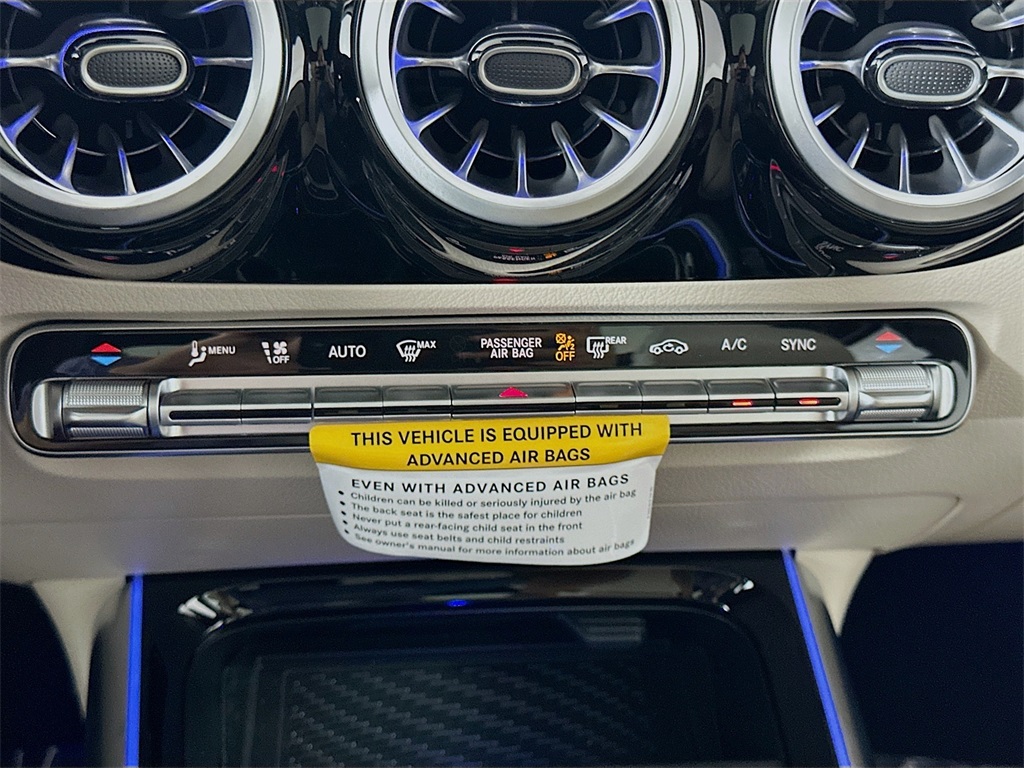 MENU
OFF
AUTO
MAX
PASSENGER
AIR BAG
OFF
REAR
A/C
SYNC
THIS VEHICLE IS EQUIPPED WITH
ADVANCED AIR BAGS
EVEN WITH ADVANCED AIR BAGS
• Children can be killed or seriously injured by the air bag
• The back seat is the safest place for children
• Never put a rear-facing child seat in the front
• Always use seat belts and child restraints
• See owner's manual for more information about air bags